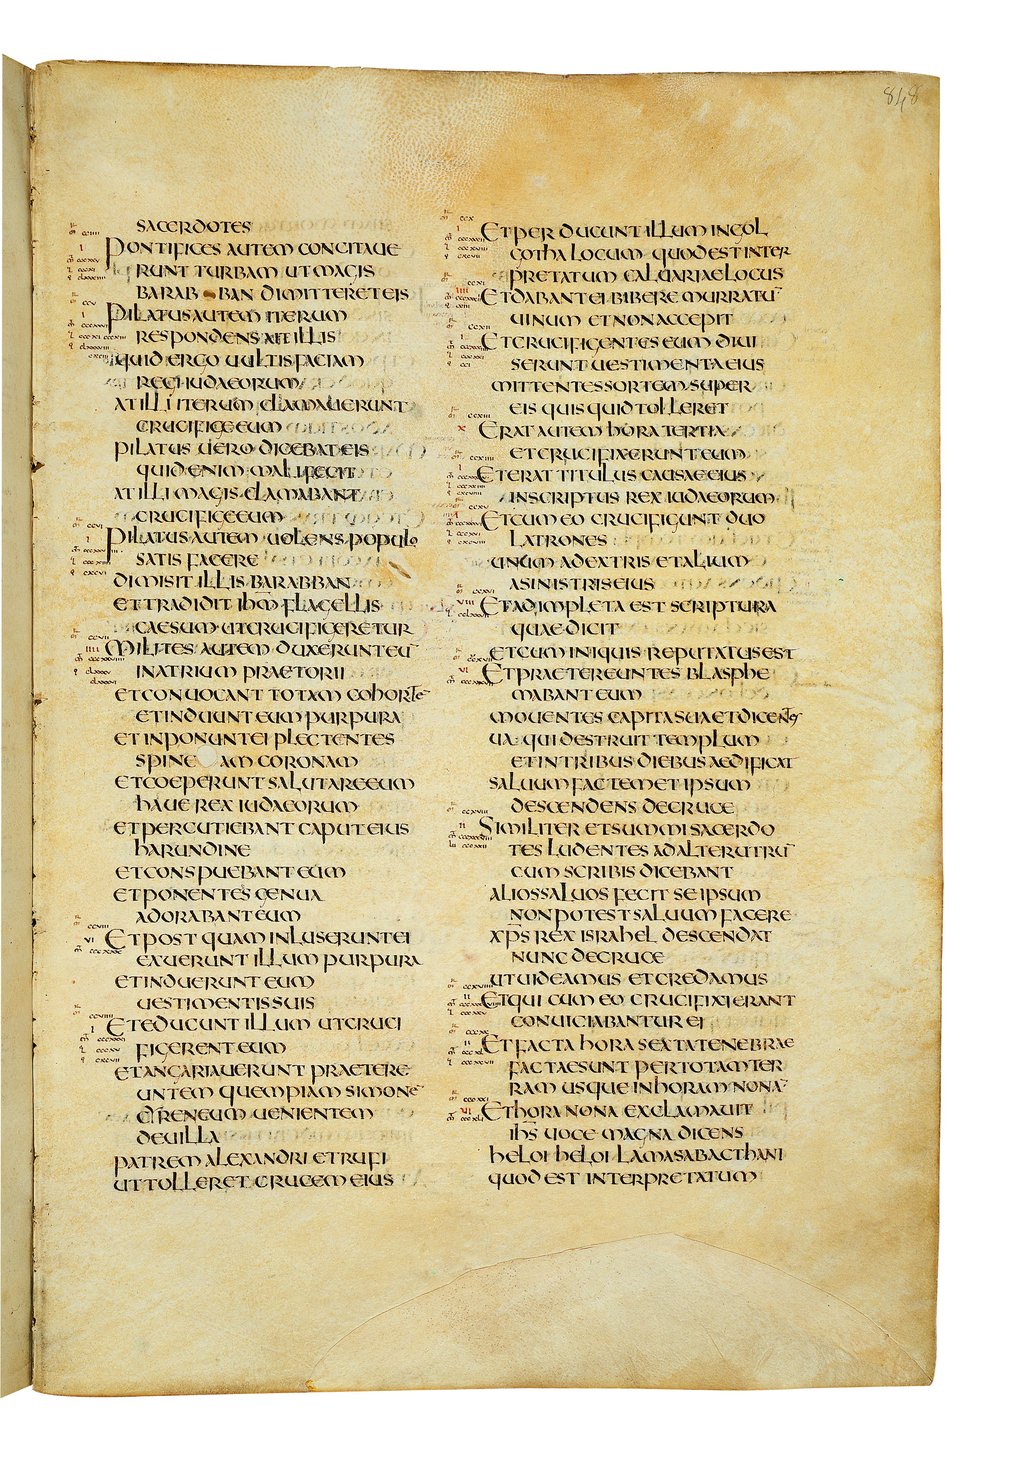 848
SACERDOTES
PONTIFICES AUTEM CONCITAUE
RUNT TURBAM UT MAGIS
BARAB BAN DIMITTERET EIS
PILATUS AUTEM ITERUM
RESPONDENS AIT ILLIS
QUID ERGO UULTIS FACIAM
REGI IUDAEORUM
AT ILLI ITERUM CLAMAUERUNT
CRUCIFIGE EUM
PILATUS UERO DICEBAT EIS
QUID ENIM MALI FECIT
AT ILLI MAGIS CLAMABANT
CRUCIFIGE EUM
PILATUS AUTEM UOLENS POPULO
SATIS FACERE
DIMISIT ILLIS BARABBAN
ET TRADIDIT IHM̄ FLAGELLIS
CAESUM UT CRUCIFIGERETUR
MILITES AUTEM DUXERUNT EU̅
IN ATRIUM PRAETORII
ET CONUOCANT TOTAM COHORTE̅
ET INDUUNT EUM PURPURA
ET INPONUNT EI PLECTENTES
SPINE AM CORONAM
ET COEPERUNT SALUTARE EUM
HAUE REX IUDAEORUM
ET PERCUTIEBANT CAPUT EIUS
HARUNDINE
ET CONSPUEBANT EUM
ET PONENTES GENUA
ADORABANT EUM
ET POST QUAM INLUSERUNT EI
EXUERUNT ILLUM PURPURA
ET INDUERUNT EUM
UESTIMENTIS SUIS
ET EDUCUNT ILLUM UT CRUCI
FIGERENT EUM
ET ANGARIAUERUNT PRAETERE
UNTEM QUEMPIAM SIMONE̅
CIRENEUM UENIENTEM
DE UILLA
PATREM ALEXANDRI ET RUFI
UT TOLLERET CRUCEM EIUS
ET PER DUCUNT ILLUM IN GOL
GOTHA LOCUM QUOD EST INTER
PRETATUM CALUARIAE LOCUS
ET DABANT EI BIBERE MURRATU̅
UINUM ET NON ACCEPIT
ET CRUCIFIGENTES EUM DIUI
SERUNT UESTIMENTA EIUS
MITTENTES SORTEM SUPER
EIS QUIS QUID TOLLERET
ERAT AUTEM HORA TERTIA
ET CRUCIFIXERUNT EUM
ET ERAT TITULUS CAUSAE EIUS
INSCRIPTUS REX IUDAEORUM
ET CUM EO CRUCIFIGUNT DUO
LATRONES
UNUM A DEXTRIS ET ALIUM
A SINISTRIS EIUS
ET ADIMPLETA EST SCRIPTURA
QUAE DICIT
ET CUM INIQUIS REPUTATUS EST
ET PRAETEREUNTES BLASPHE
MABANT EUM
MOUENTES CAPITA SUA ET DICENTES
UA QUI DESTRUIT TEMPLUM
ET IN TRIBUS DIEBUS AEDIFICAT
SALUUM FAC TEMET IPSUM
DESCENDENS DE CRUCE
SIMILITER ET SUMMI SACERDO
TES LUDENTES AD ALTERUTRU̅
CUM SCRIBIS DICEBANT
ALIOS SALUOS FECIT SE IPSUM
NON POTEST SALUUM FACERE
XP̄S REX ISRAHEL DESCENDAT
NUNC DE CRUCE
UT UIDEAMUS ET CREDAMUS
ET QUI CUM EO CRUCIFIXI ERANT
CONUICIABANTUR EI
ET FACTA HORA SEXTA TENEBRAE
FACTAE SUNT PER TOTAM TER
RAM USQUE IN HORAM NONA̅
ET HORA NONA EXCLAMAUIT
IHS̄ UOCE MAGNA DICENS
HELOI HELOI LAMASABACTHANI
QUOD EST INTERPRETATUM